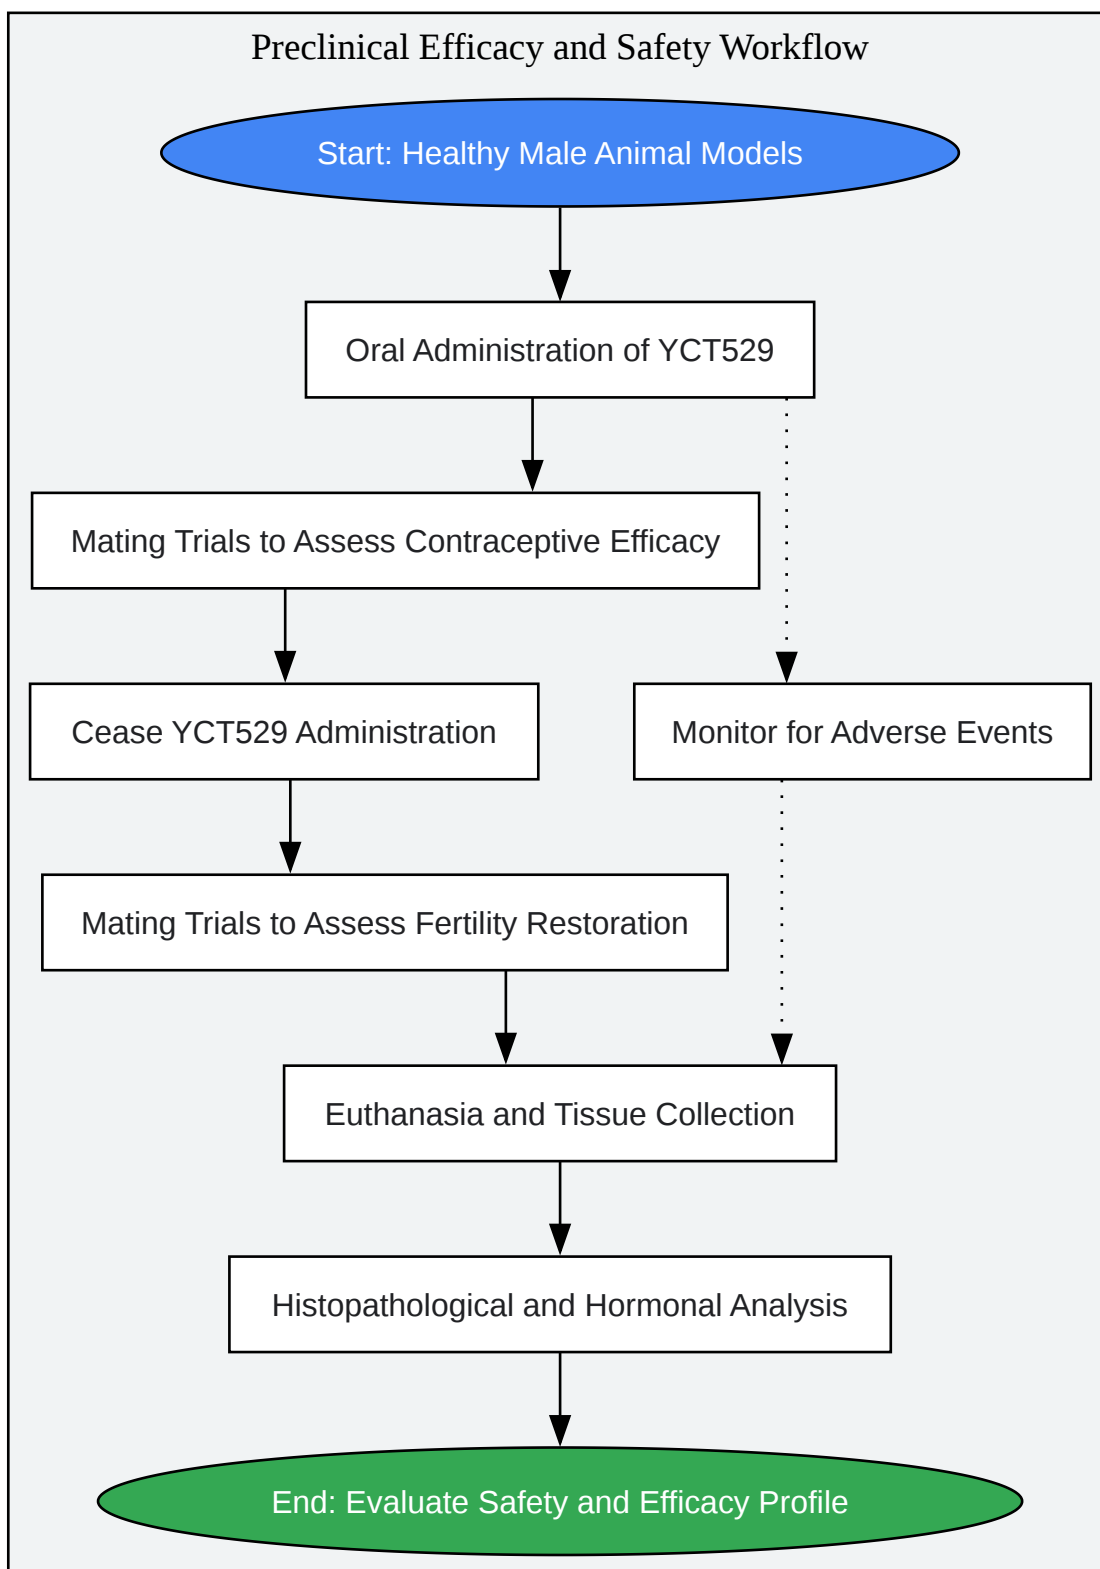 Preclinical Efficacy and Safety Workflow
Start: Healthy Male Animal Models
Oral Administration of YCT529
Mating Trials to Assess Contraceptive Efficacy
Cease YCT529 Administration
Monitor for Adverse Events
Mating Trials to Assess Fertility Restoration
Euthanasia and Tissue Collection
Histopathological and Hormonal Analysis
End: Evaluate Safety and Efficacy Profile